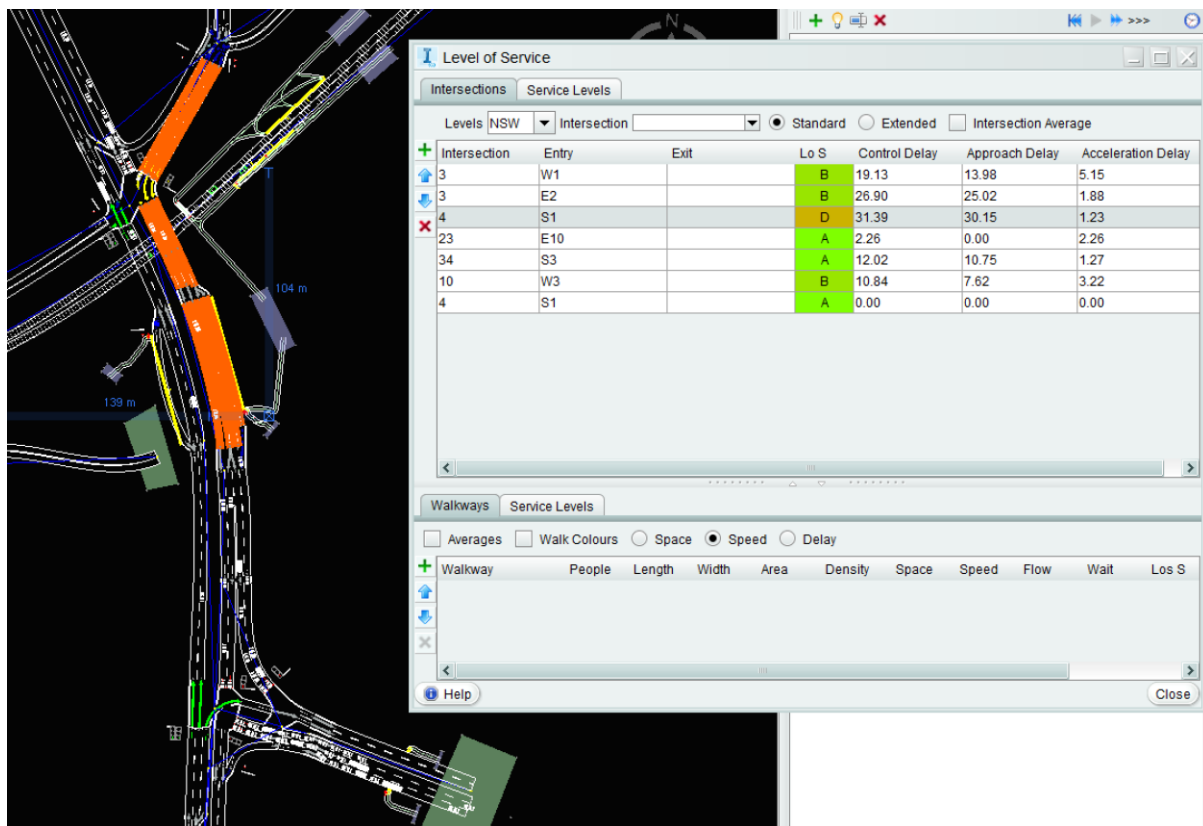 N
>>>
Level of Service
Intersections Service Levels
Levels NSW Intersection Standard Extended Intersection Average
Intersection Entry Exit Lo S Control Delay Approach Delay Acceleration Delay
3 W1 B 19.13 13.98 5.15
3 E2 B 26.90 25.02 1.88
4 S1 D 31.39 30.15 1.23
23 E10 A 2.26 0.00 2.26
34 S3 A 12.02 10.75 1.27
10 W3 B 10.84 7.62 3.22
4 S1 A 0.00 0.00 0.00
104 m
139 m
Walkways Service Levels
Averages Walk Colours Space Speed Delay
Walkway People Length Width Area Density Space Speed Flow Wait Los S
Help Close